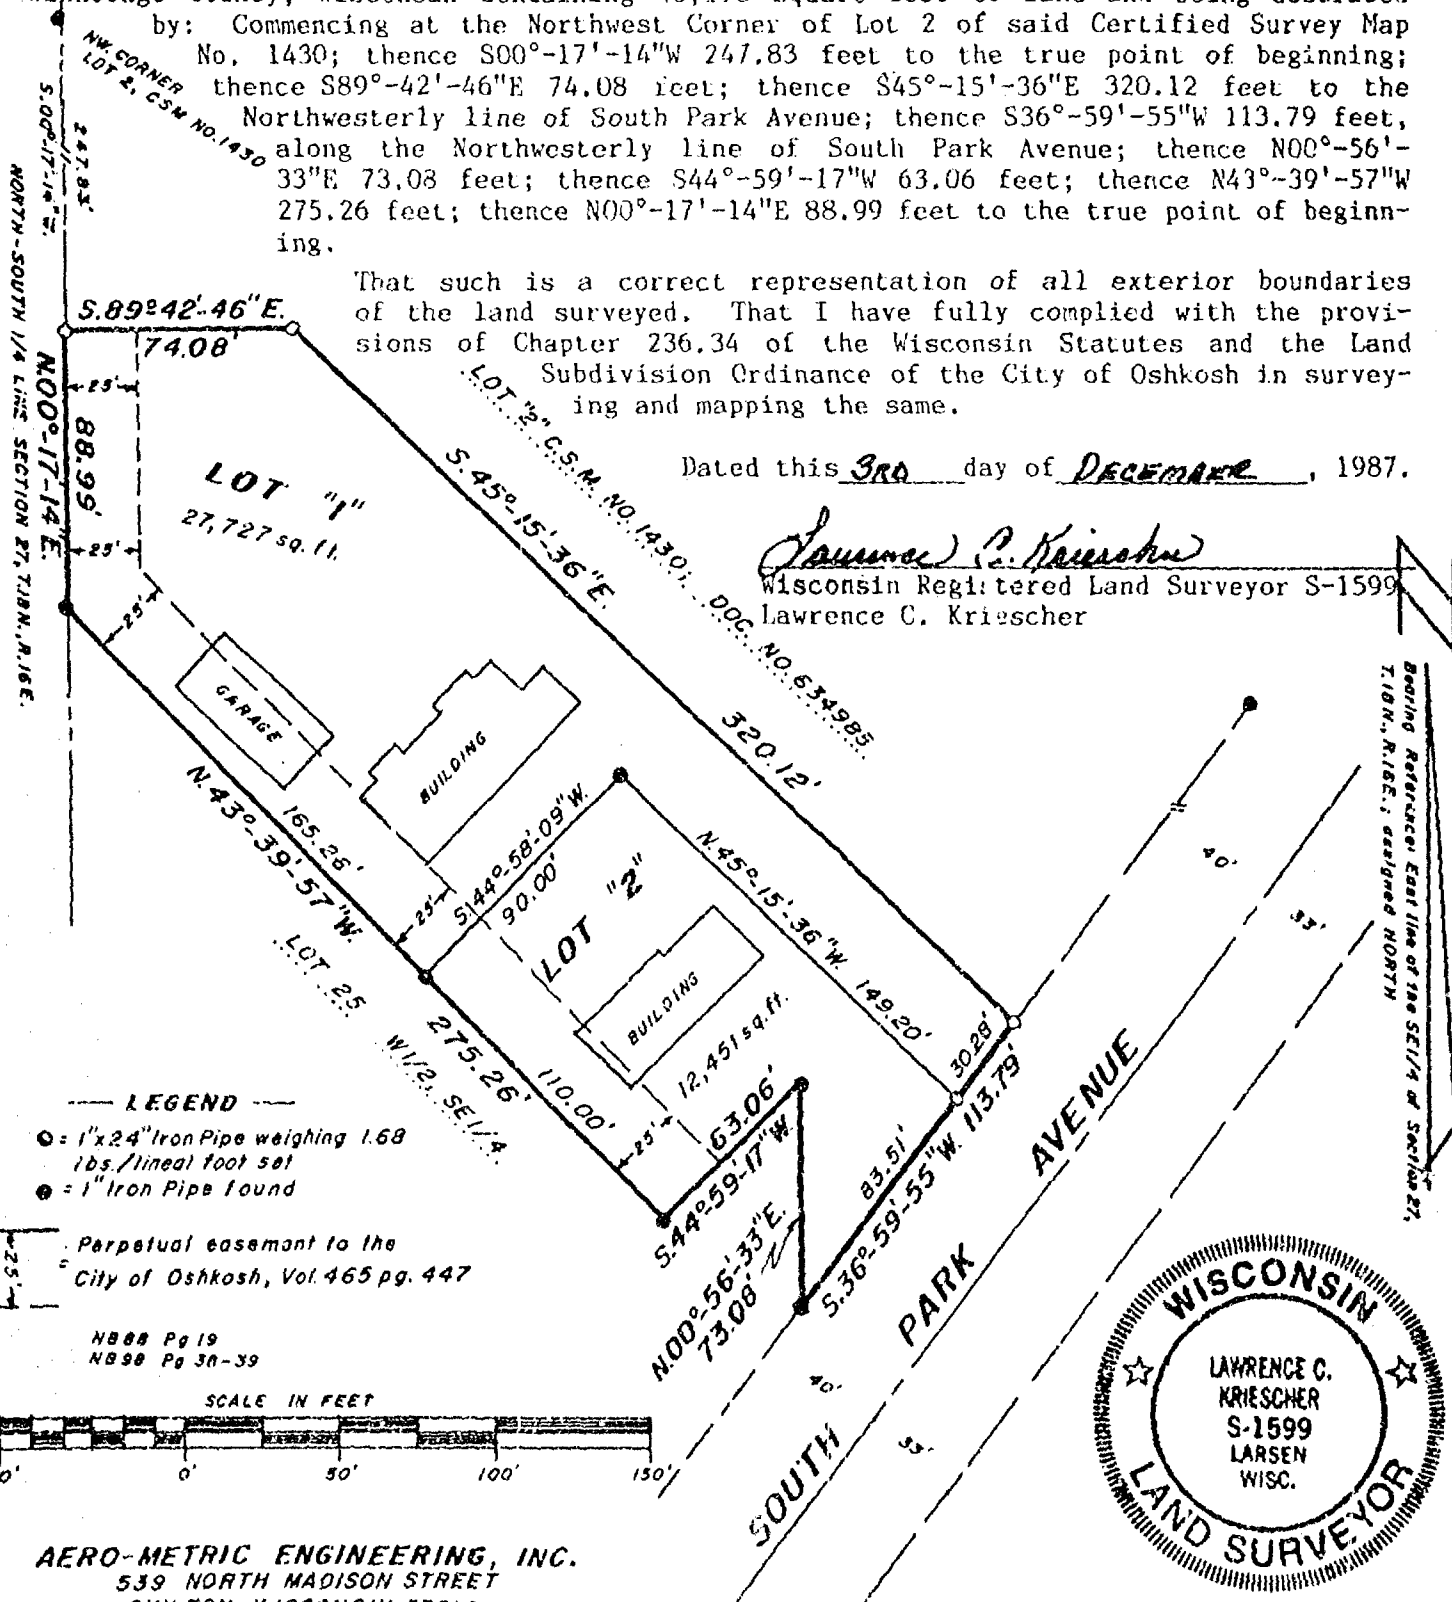 by: Commencing at the Northwest Corner of Lot 2 of said Certified Survey Map
No. 1430; thence S00°-17'-14"W 247.83 feet to the true point of beginning;
thence S89°-42'-46"E 74.08 feet; thence S45°-15'-36"E 320.12 feet to the
Northwesterly line of South Park Avenue; thence S36°-59'-55"W 113.79 feet,
along the Northwesterly line of South Park Avenue; thence N00°-56'-
33"E 73.08 feet; thence S44°-59'-17"W 63.06 feet; thence N43°-39'-57"W
275.26 feet; thence N00°-17'-14"E 88.99 feet to the true point of beginn-
ing.
That such is a correct representation of all exterior boundaries
of the land surveyed. That I have fully complied with the provi-
sions of Chapter 236.34 of the Wisconsin Statutes and the Land
Subdivision Ordinance of the City of Oshkosh in survey-
ing and mapping the same.
Dated this 3RD day of DECEMBER, 1987.
Lawrence C. Kriescher
Wisconsin Registered Land Surveyor S-1599
Lawrence C. Kriescher
NW. CORNER
LOT 2, CSM NO.1430
247.83'
S.00°-17'-14"W.
NORTH-SOUTH 1/4 LINE SECTION 27, T.18N., R.16E.
S.89°42'-46"E.
74.08'
N.00°-17'-14"E.
88.99'
25'
25'
25'
LOT "1"
27,727 sq. ft.
S.45°-15'-36"E.
320.12'
LOT "2" C.S.M. NO.1430; DOC. NO.634985
GARAGE
BUILDING
N.43°-39'-57"W.
165.26'
275.26'
110.00'
S.44°-58'-09"W.
90.00'
25'
LOT "2"
BUILDING
12,451 sq. ft.
N.45°-15'-36"W. 149.20'
LOT 25 W1/2, SE1/4
25'
63.06'
S.44°-59'-17"W.
N.00°-56'-33"E.
73.08'
30.28'
83.51'
S.36°-59'-55"W. 113.79'
SOUTH PARK AVENUE
40'
33'
40'
33'
Bearing Reference: East line of the SE1/4 of Section 27,
T.18N., R.16E.; assigned NORTH
LEGEND
= 1"x24" Iron Pipe weighing 1.68
lbs./lineal foot set
= 1" Iron Pipe found
25'
= Perpetual easement to the
City of Oshkosh, Vol. 465 pg. 447
NB88 Pg 19
NB98 Pg 38-39
SCALE IN FEET
0' 0' 50' 100' 150'
WISCONSIN
LAWRENCE C.
KRIESCHER
S-1599
LARSEN
WISC.
LAND SURVEYOR
AERO-METRIC ENGINEERING, INC.
539 NORTH MADISON STREET